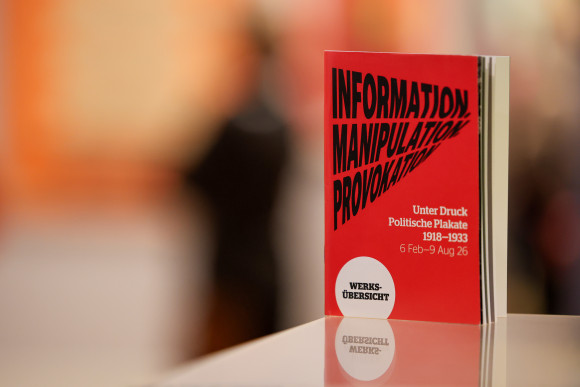 INFORMATION.
MANIPULATION.
PROVOKATION.
Unter Druck
Politische Plakate
1918–1933
6 Feb–9 Aug 26
WERKS-
ÜBERSICHT